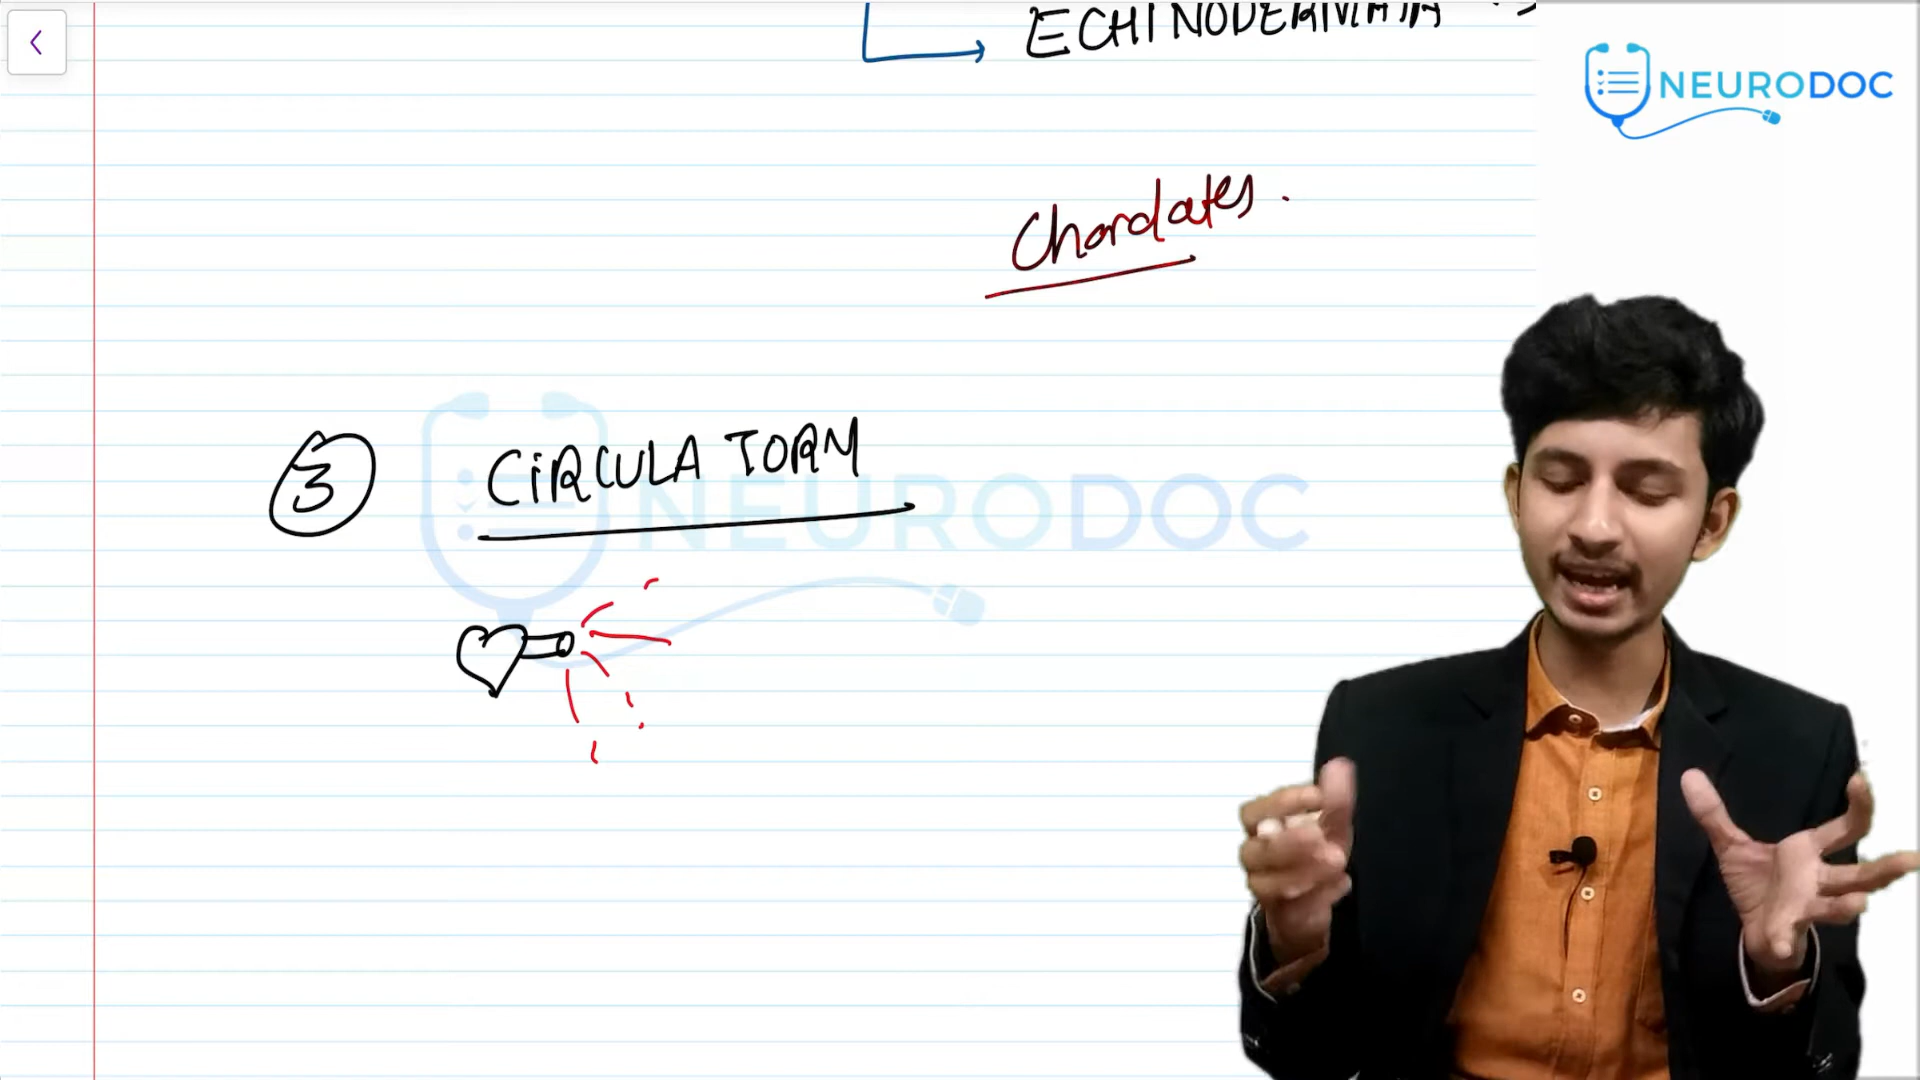 ECHINODERMATA
NEURODOC
Chordates.
3 CIRCULATORY
NEURODOC